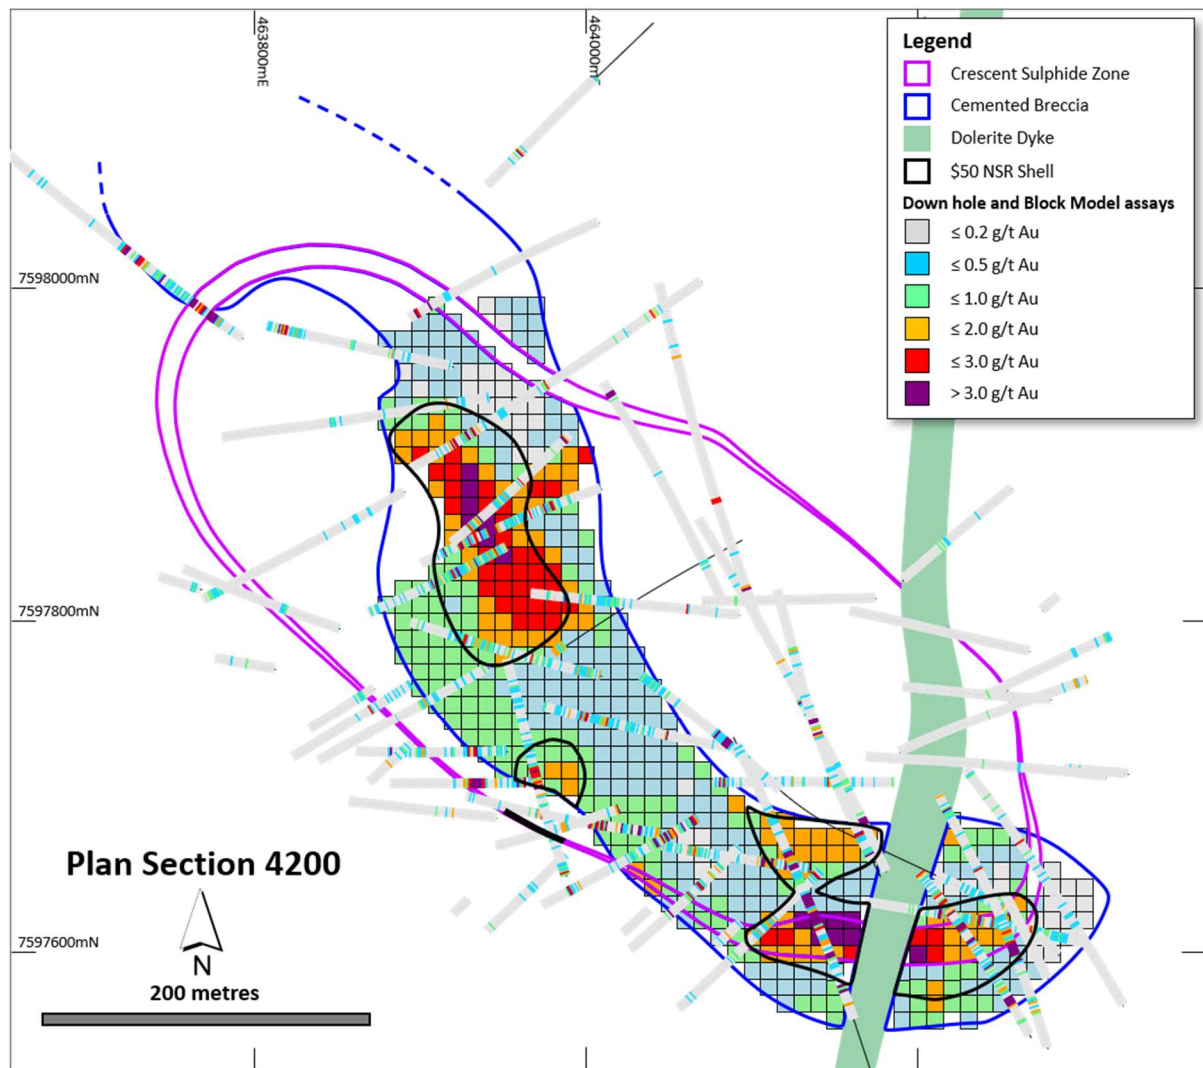 463800mE
464000m
Legend
Crescent Sulphide Zone
Cemented Breccia
Dolerite Dyke
$50 NSR Shell
Down hole and Block Model assays
≤ 0.2 g/t Au
≤ 0.5 g/t Au
≤ 1.0 g/t Au
≤ 2.0 g/t Au
≤ 3.0 g/t Au
> 3.0 g/t Au
7598000mN
7597800mN
Plan Section 4200
7597600mN
N
200 metres